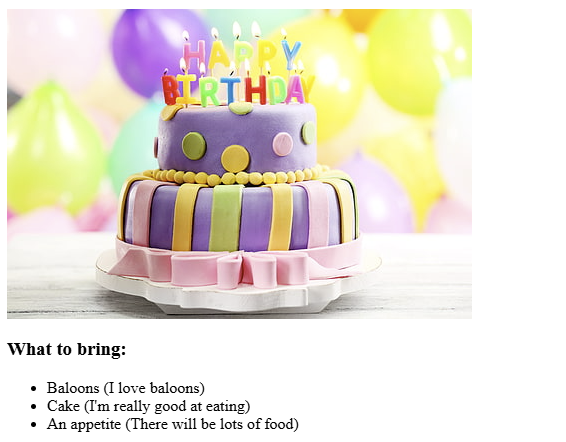 HAPPY
BIRTHDAY
What to bring:
Baloons (I love baloons)
Cake (I'm really good at eating)
An appetite (There will be lots of food)